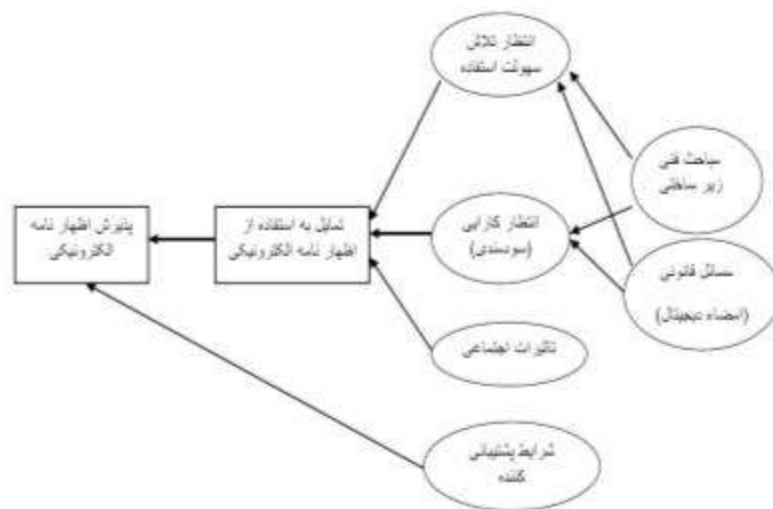 انتظار تلاش
سهولت استفاده
مباحث فنی
زیر ساختی
انتظار کارایی
(سودمندی)
تمایل به استفاده از
اظهار نامه الکترونیکی
پذیرش اظهار نامه
الکترونیکی
مسائل قانونی
(امضاء دیجیتال)
تاثیرات اجتماعی
شرایط پشتیبانی
کننده